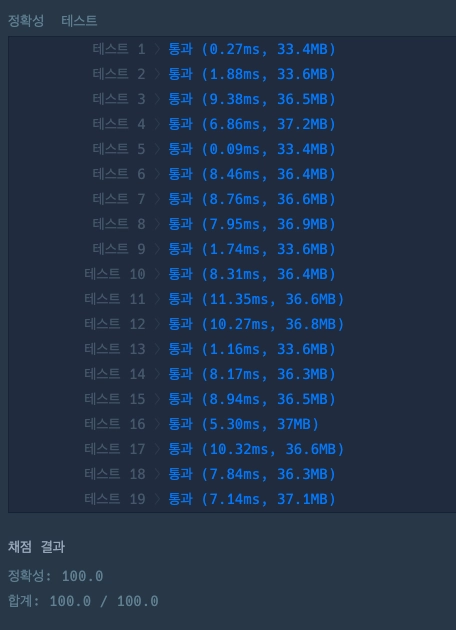 정확성 테스트
테스트 1 〉 통과 (0.27ms, 33.4MB)
테스트 2 〉 통과 (1.88ms, 33.6MB)
테스트 3 〉 통과 (9.38ms, 36.5MB)
테스트 4 〉 통과 (6.86ms, 37.2MB)
테스트 5 〉 통과 (0.09ms, 33.4MB)
테스트 6 〉 통과 (8.46ms, 36.4MB)
테스트 7 〉 통과 (8.76ms, 36.6MB)
테스트 8 〉 통과 (7.95ms, 36.9MB)
테스트 9 〉 통과 (1.74ms, 33.6MB)
테스트 10 〉 통과 (8.31ms, 36.4MB)
테스트 11 〉 통과 (11.35ms, 36.6MB)
테스트 12 〉 통과 (10.27ms, 36.8MB)
테스트 13 〉 통과 (1.16ms, 33.6MB)
테스트 14 〉 통과 (8.17ms, 36.3MB)
테스트 15 〉 통과 (8.94ms, 36.5MB)
테스트 16 〉 통과 (5.30ms, 37MB)
테스트 17 〉 통과 (10.32ms, 36.6MB)
테스트 18 〉 통과 (7.84ms, 36.3MB)
테스트 19 〉 통과 (7.14ms, 37.1MB)
채점 결과
정확성: 100.0
합계: 100.0 / 100.0